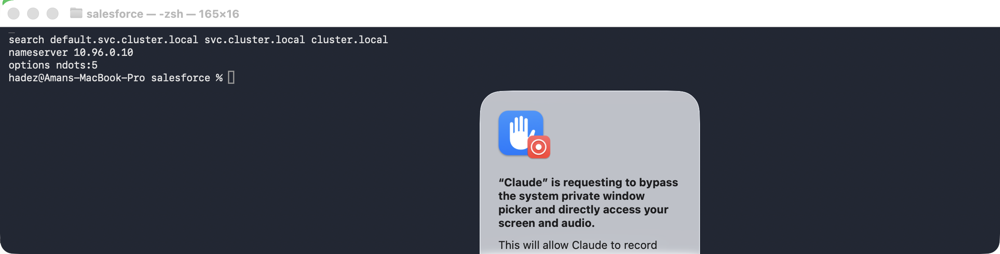 salesforce — -zsh — 165×16
search default.svc.cluster.local svc.cluster.local cluster.local
nameserver 10.96.0.10
options ndots:5
hadez@Amans-MacBook-Pro salesforce %
“Claude” is requesting to bypass
the system private window
picker and directly access your
screen and audio.
This will allow Claude to record